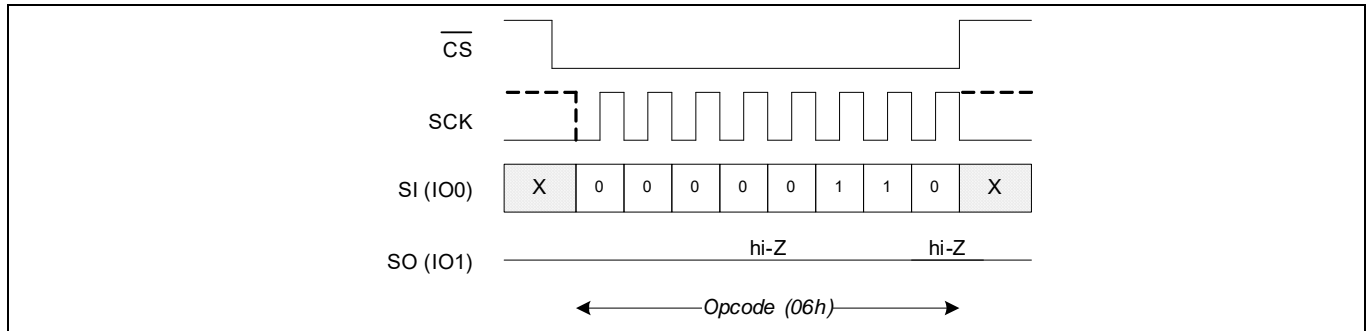 CS
SCK
SI (IO0) X 0 0 0 0 0 1 1 0 X
hi-Z hi-Z
SO (IO1)
Opcode (06h)